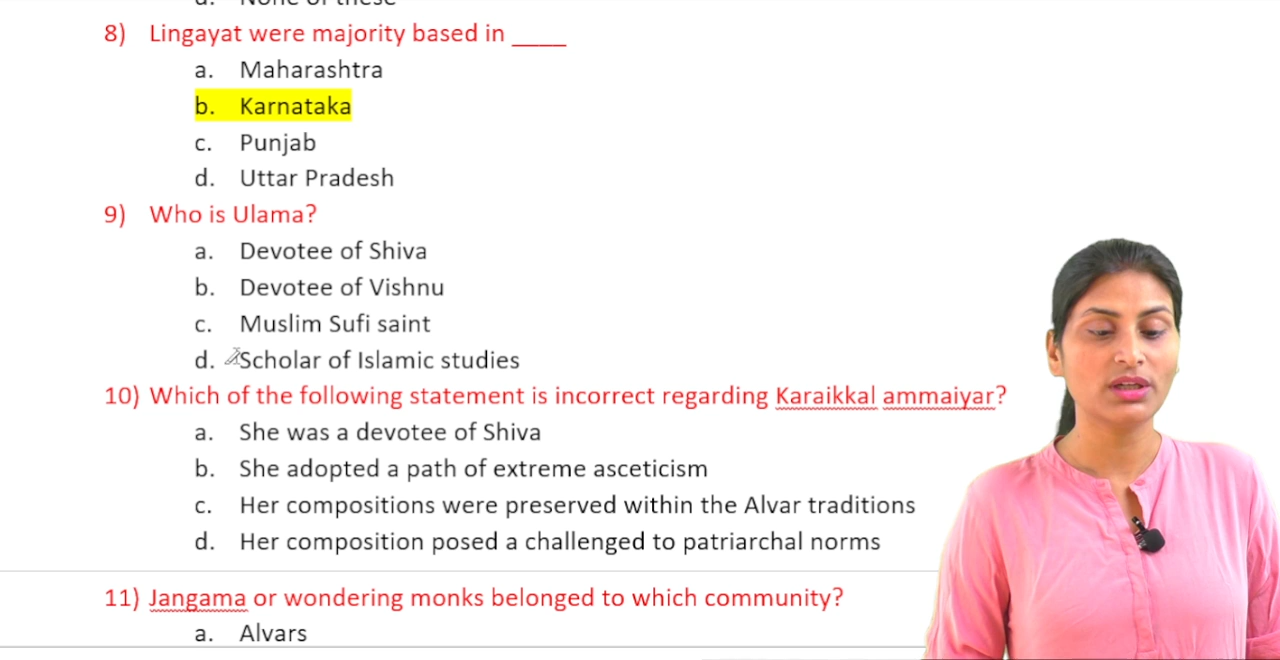 8) Lingayat were majority based in ____
a. Maharashtra
b. Karnataka
c. Punjab
d. Uttar Pradesh
9) Who is Ulama?
a. Devotee of Shiva
b. Devotee of Vishnu
c. Muslim Sufi saint
d. Scholar of Islamic studies
10) Which of the following statement is incorrect regarding Karaikkal ammaiyar?
a. She was a devotee of Shiva
b. She adopted a path of extreme asceticism
c. Her compositions were preserved within the Alvar traditions
d. Her composition posed a challenged to patriarchal norms
11) Jangama or wondering monks belonged to which community?
a. Alvars